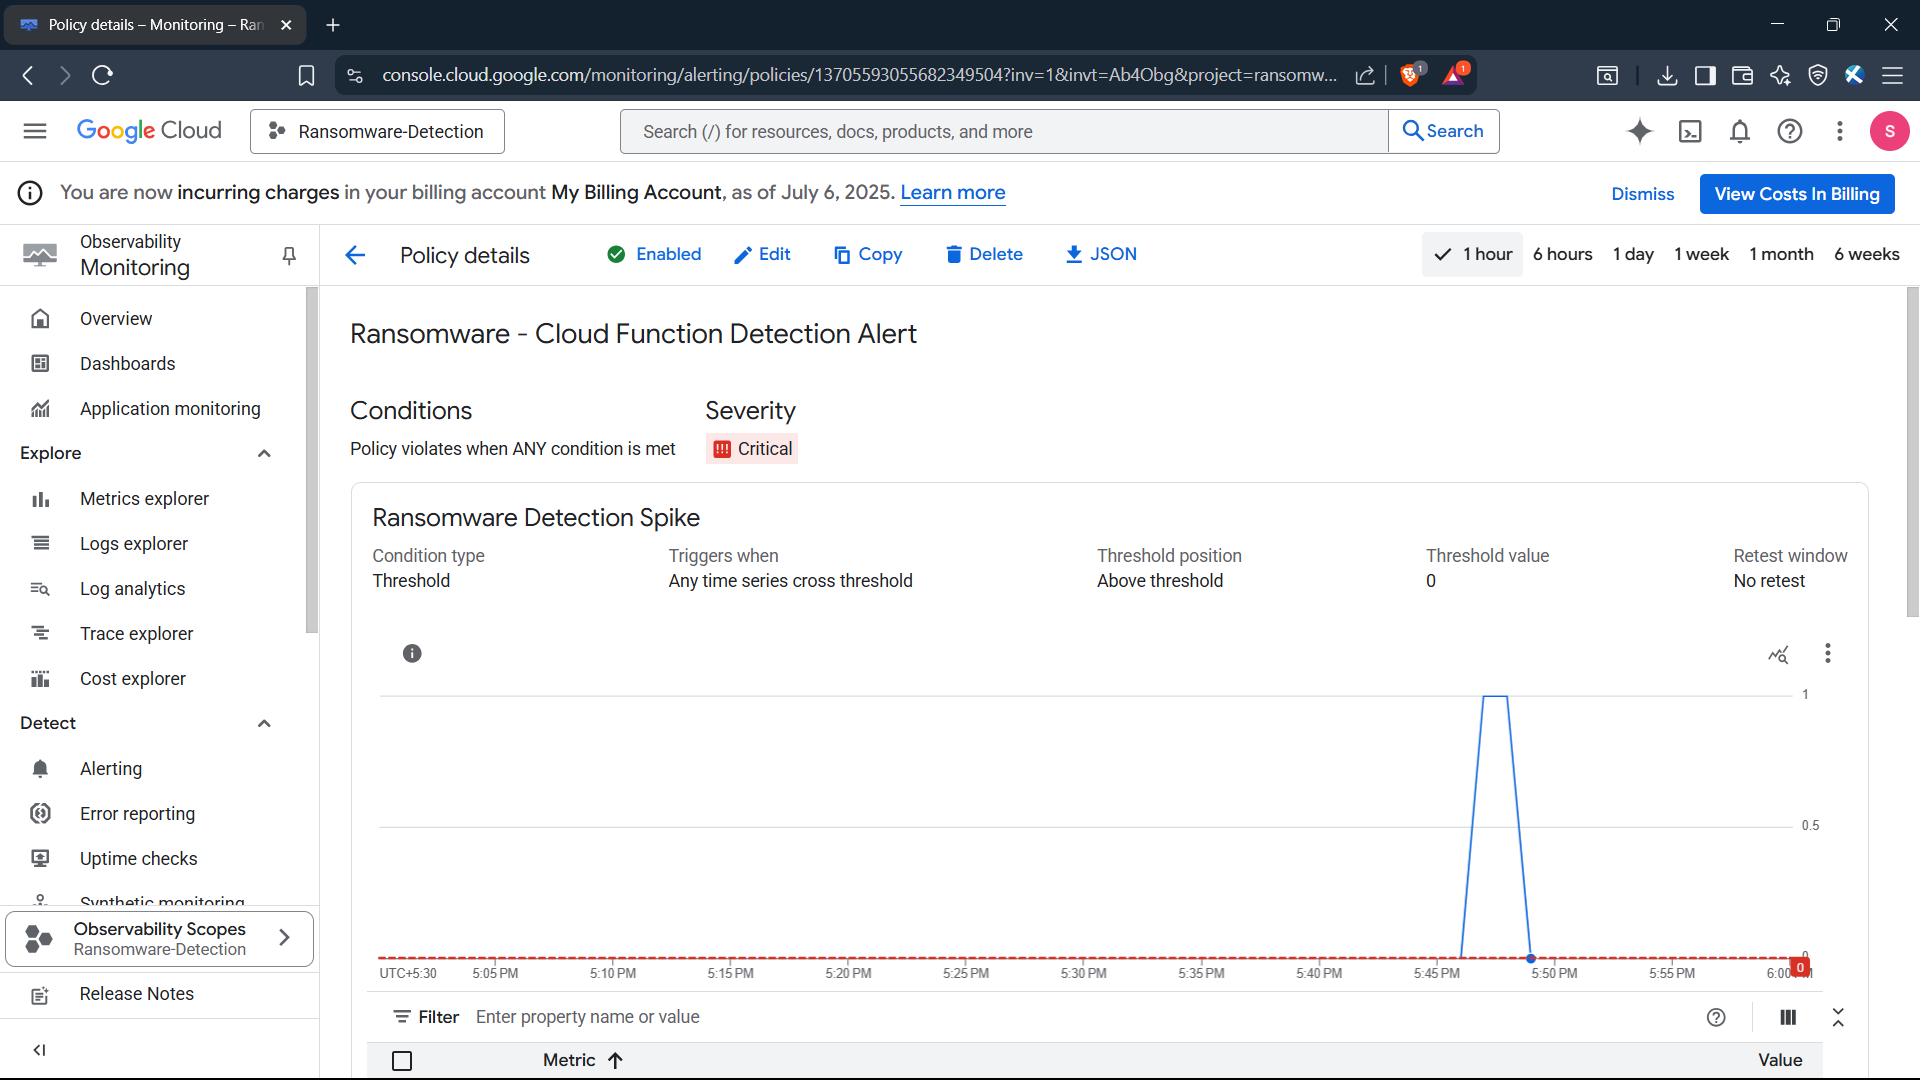 Policy details – Monitoring – Ran
console.cloud.google.com/monitoring/alerting/policies/13705593055682349504?inv=1&invt=Ab4Obg&project=ransomw...
1
1
Google Cloud
Ransomware-Detection
Search (/) for resources, docs, products, and more
Search
S
You are now incurring charges in your billing account My Billing Account, as of July 6, 2025. Learn more
Dismiss
View Costs In Billing
Observability
Monitoring
Overview
Dashboards
Application monitoring
Explore
Metrics explorer
Logs explorer
Log analytics
Trace explorer
Cost explorer
Detect
Alerting
Error reporting
Uptime checks
Synthetic monitoring
Observability Scopes
Ransomware-Detection
Release Notes
Policy details
Enabled
Edit
Copy
Delete
JSON
1 hour
6 hours
1 day
1 week
1 month
6 weeks
Ransomware - Cloud Function Detection Alert
Conditions
Policy violates when ANY condition is met
Severity
Critical
Ransomware Detection Spike
Condition type
Threshold
Triggers when
Any time series cross threshold
Threshold position
Above threshold
Threshold value
0
Retest window
No retest
1
0.5
0
0
UTC+5:30
5:05 PM
5:10 PM
5:15 PM
5:20 PM
5:25 PM
5:30 PM
5:35 PM
5:40 PM
5:45 PM
5:50 PM
5:55 PM
6:00
Filter
Enter property name or value
Metric
Value